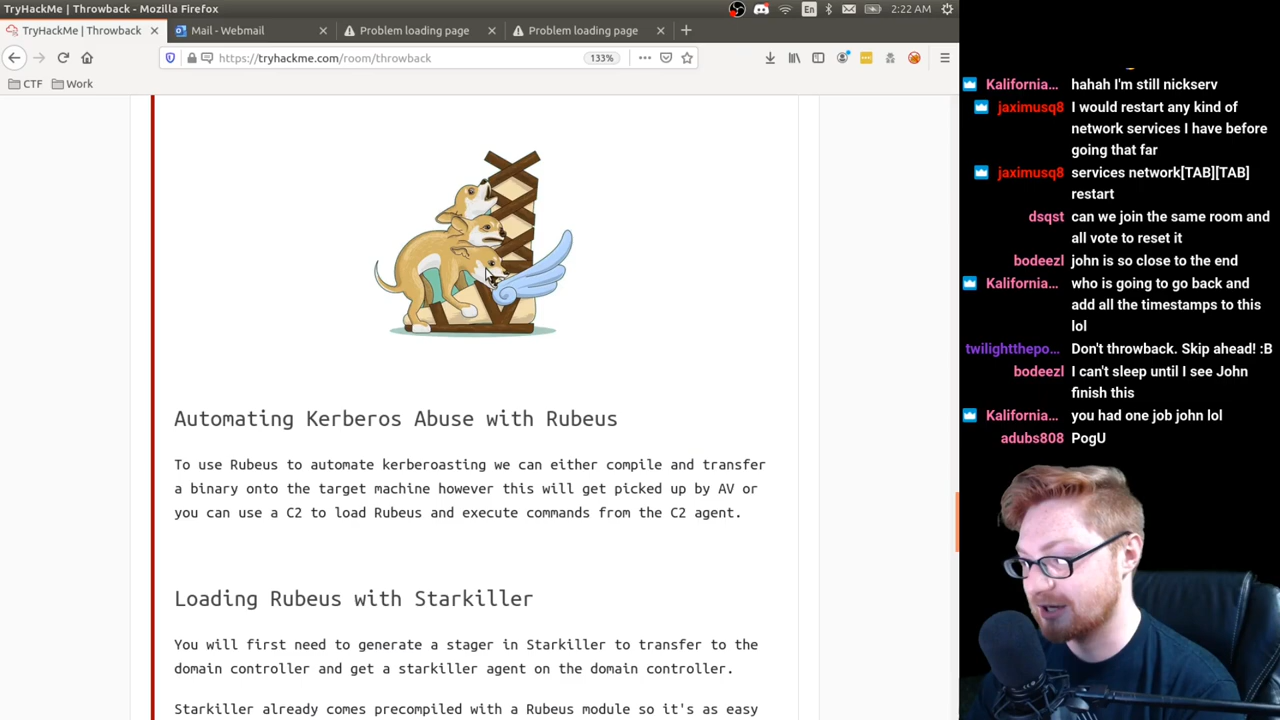 TryHackMe | Throwback - Mozilla Firefox
En
2:22 AM
TryHackMe | Throwback
Mail - Webmail
Problem loading page
Problem loading page
https://tryhackme.com/room/throwback
133%
CTF
Work
Automating Kerberos Abuse with Rubeus
To use Rubeus to automate kerberoasting we can either compile and transfer
a binary onto the target machine however this will get picked up by AV or
you can use a C2 to load Rubeus and execute commands from the C2 agent.
Loading Rubeus with Starkiller
You will first need to generate a stager in Starkiller to transfer to the
domain controller and get a starkiller agent on the domain controller.
Starkiller already comes precompiled with a Rubeus module so it's as easy
Kalifornia… hahah I'm still nickserv
jaximusq8 I would restart any kind of
network services I have before
going that far
jaximusq8 services network[TAB][TAB]
restart
dsqst can we join the same room and
all vote to reset it
bodeezl john is so close to the end
Kalifornia… who is going to go back and
add all the timestamps to this
lol
twilightthepo… Don't throwback. Skip ahead! :B
bodeezl I can't sleep until I see John
finish this
Kalifornia… you had one job john lol
adubs808 PogU